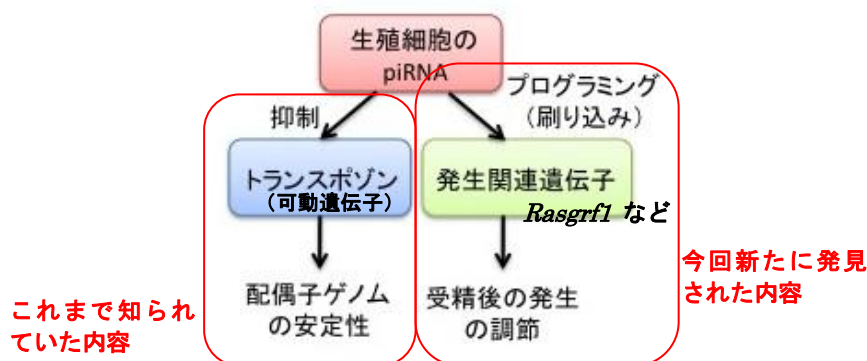 生殖細胞の
piRNA
抑制
プログラミング
（刷り込み）
トランスポゾン
（可動遺伝子）
発生関連遺伝子
Rasgrf1 など
配偶子ゲノム
の安定性
受精後の発生
の調節
これまで知られ
ていた内容
今回新たに発見
された内容